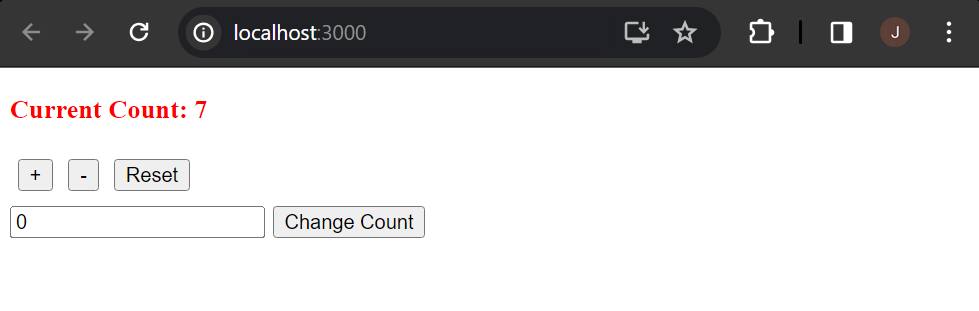 localhost:3000
J
Current Count: 7
+ - Reset
0 Change Count